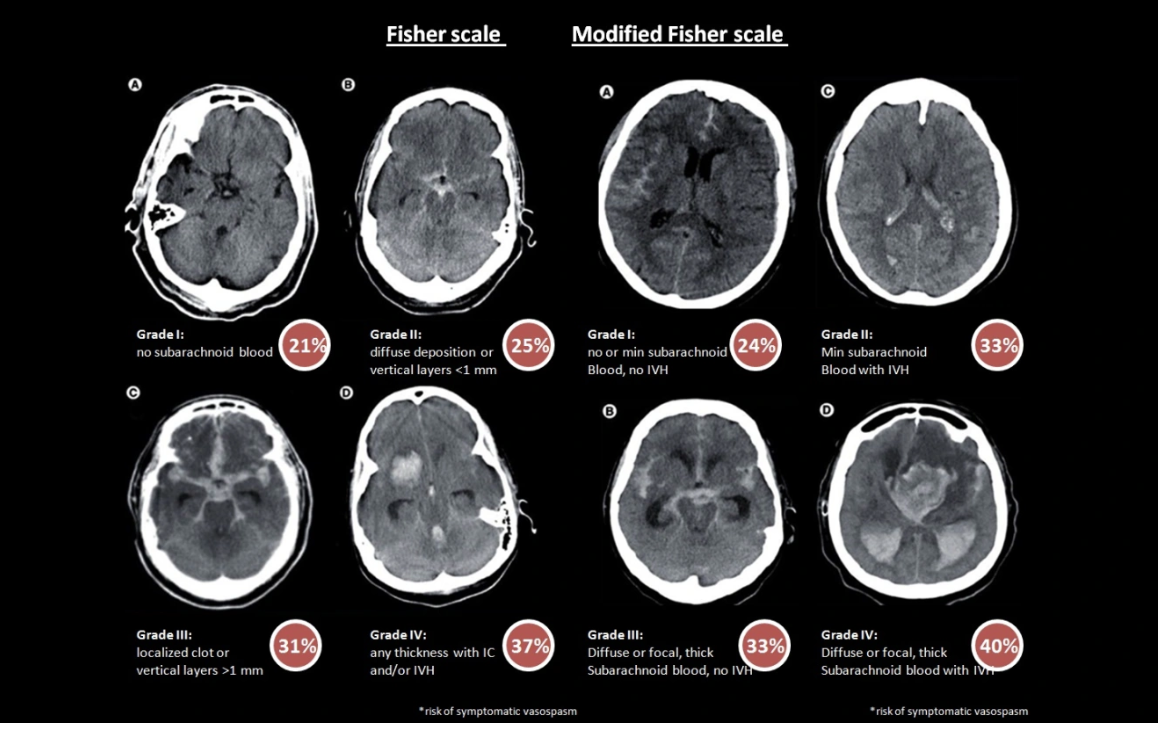 Fisher scale
Modified Fisher scale
A
B
A
C
Grade I:
no subarachnoid blood
21%
Grade II:
diffuse deposition or
vertical layers <1 mm
25%
Grade I:
no or min subarachnoid
Blood, no IVH
24%
Grade II:
Min subarachnoid
Blood with IVH
33%
C
D
B
D
Grade III:
localized clot or
vertical layers >1 mm
31%
Grade IV:
any thickness with IC
and/or IVH
37%
Grade III:
Diffuse or focal, thick
Subarachnoid blood, no IVH
33%
Grade IV:
Diffuse or focal, thick
Subarachnoid blood with IVH
40%
*risk of symptomatic vasospasm
*risk of symptomatic vasospasm